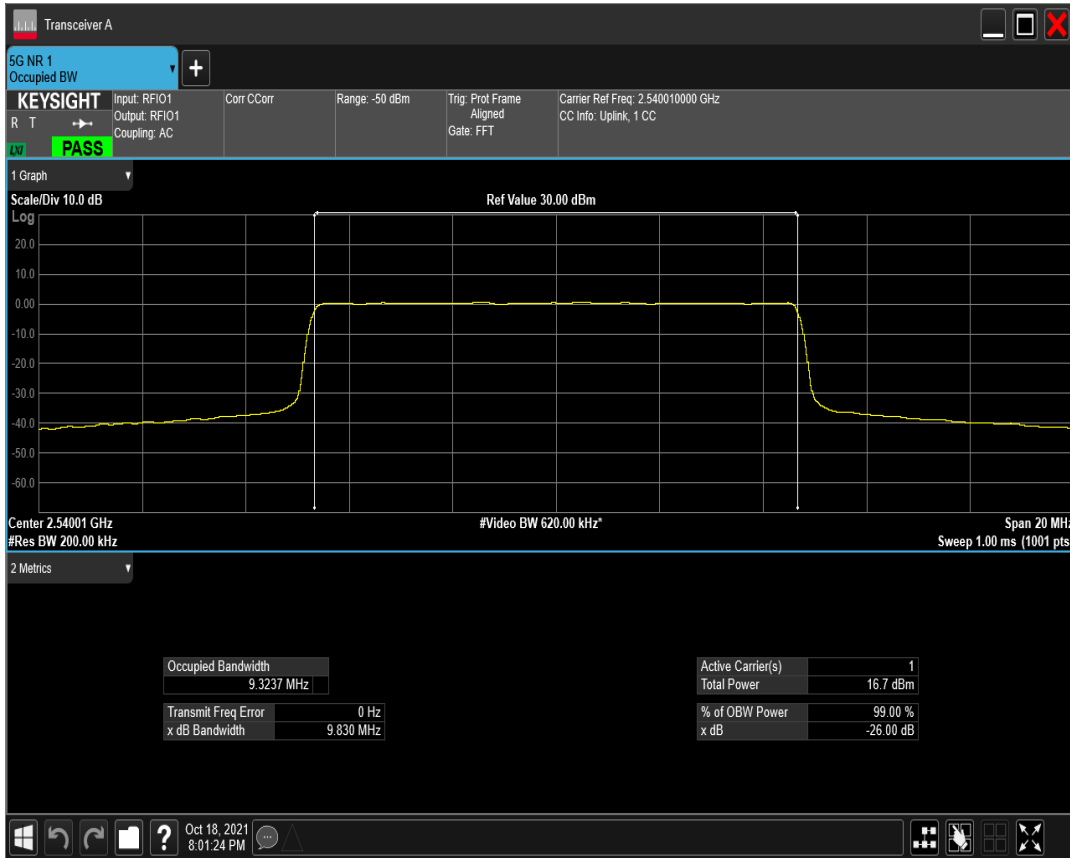 Transceiver A
5G NR 1
Occupied BW
KEYSIGHT Input: RFIO1 Corr CCorr Range: -50 dBm Trig: Prot Frame Carrier Ref Freq: 2.540010000 GHz
R T Output: RFIO1 Aligned CC Info: Uplink, 1 CC
Coupling: AC Gate: FFT
LXI PASS
1 Graph
Scale/Div 10.0 dB Ref Value 30.00 dBm
Log
20.0
10.0
0.00
-10.0
-20.0
-30.0
-40.0
-50.0
-60.0
Center 2.54001 GHz #Video BW 620.00 kHz* Span 20 MHz
#Res BW 200.00 kHz Sweep 1.00 ms (1001 pts
2 Metrics
Occupied Bandwidth Active Carrier(s) 1
9.3237 MHz Total Power 16.7 dBm
Transmit Freq Error 0 Hz % of OBW Power 99.00 %
x dB Bandwidth 9.830 MHz x dB -26.00 dB
? Oct 18, 2021
8:01:24 PM